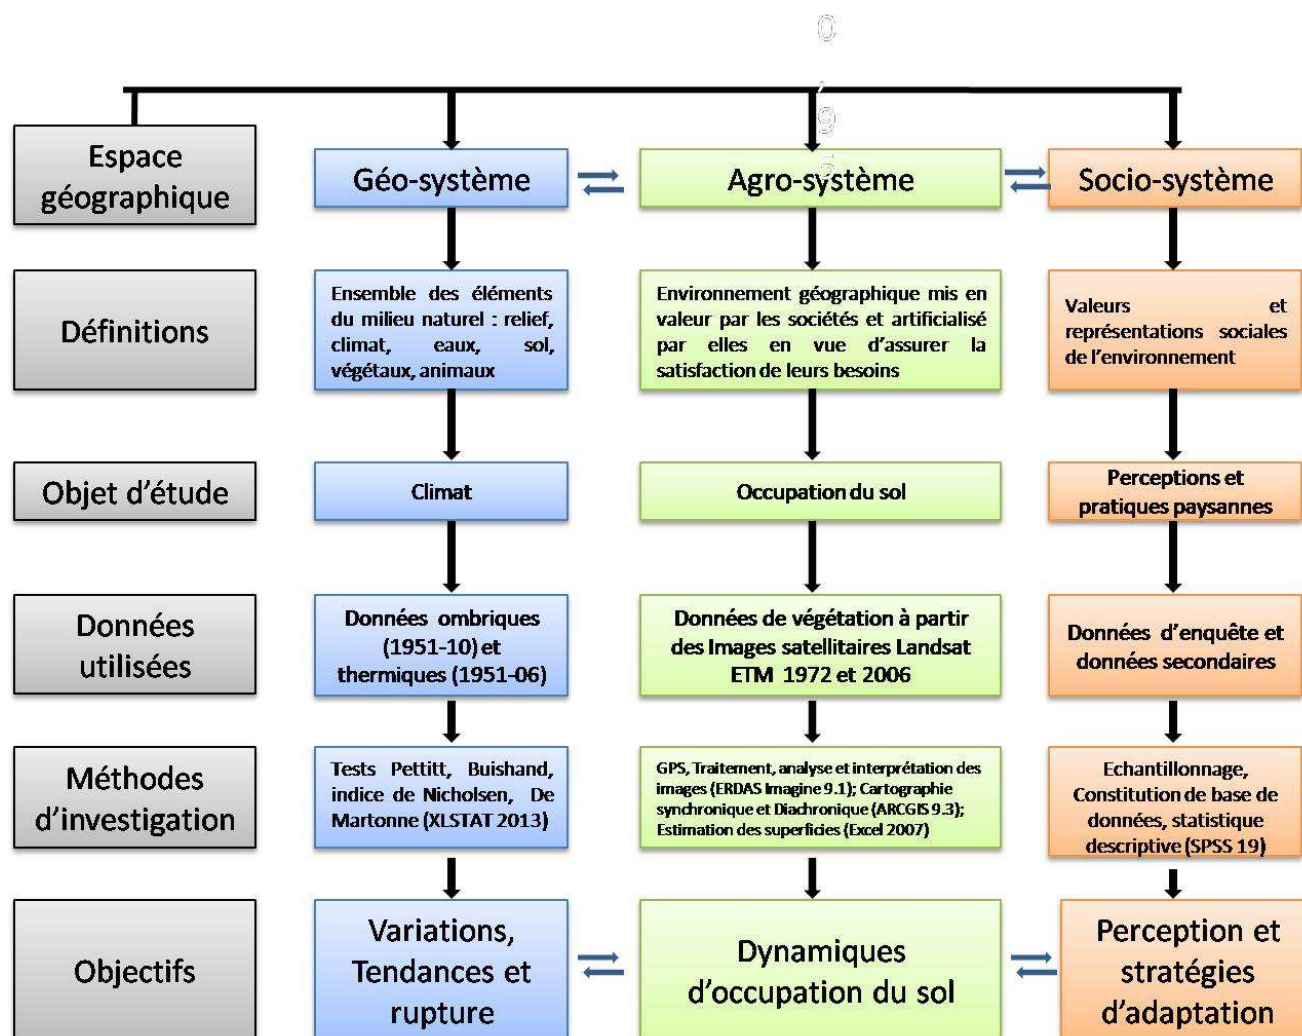 0,95
Espace
géographique
Géo-système
Agro-système
Socio-système
Définitions
Ensemble des éléments
du milieu naturel : relief,
climat, eaux, sol,
végétaux, animaux
Environnement géographique mis en
valeur par les sociétés et artificialisé
par elles en vue d'assurer la
satisfaction de leurs besoins
Valeurs et
représentations sociales
de l'environnement
Objet d'étude
Climat
Occupation du sol
Perceptions et
pratiques paysannes
Données
utilisées
Données ombriques
(1951-10) et
thermiques (1951-06)
Données de végétation à partir
des Images satellitaires Landsat
ETM 1972 et 2006
Données d'enquête et
données secondaires
Méthodes
d'investigation
Tests Pettitt, Buishand,
indice de Nicholsen, De
Martonne (XLSTAT 2013)
GPS, Traitement, analyse et interprétation des
images (ERDAS Imagine 9.1); Cartographie
synchronique et Diachronique (ARCGIS 9.3);
Estimation des superficies (Excel 2007)
Echantillonnage,
Constitution de base de
données, statistique
descriptive (SPSS 19)
Objectifs
Variations,
Tendances et
rupture
Dynamiques
d'occupation du sol
Perception et
stratégies
d'adaptation